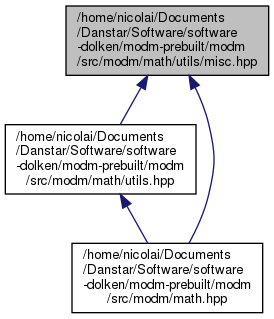 /home/nicolai/Documents
/Danstar/Software/software
-dolken/modm-prebuilt/modm
/src/modm/math/utils/misc.hpp
/home/nicolai/Documents
/Danstar/Software/software
-dolken/modm-prebuilt/modm
/src/modm/math/utils.hpp
/home/nicolai/Documents
/Danstar/Software/software
-dolken/modm-prebuilt/modm
/src/modm/math.hpp